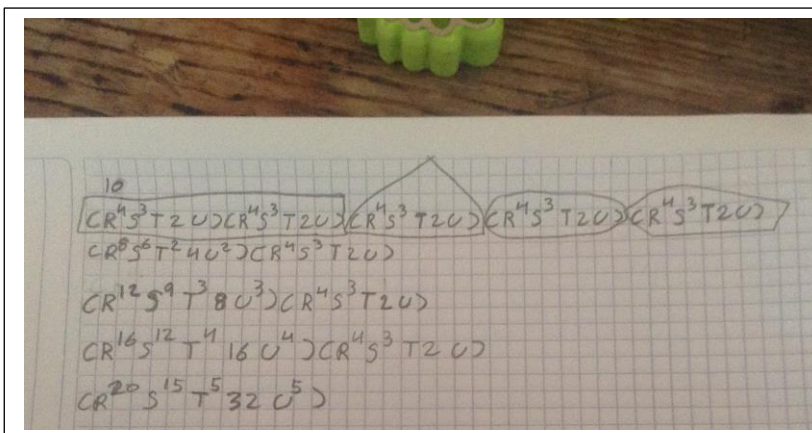 10
(R⁴S³T2U)(R⁴S³T2U)(R⁴S³T2U)(R⁴S³T2U)(R⁴S³T2U)
(R⁸S⁶T²4U²)(R⁴S³T2U)
(R¹²S⁹T³8U³)(R⁴S³T2U)
(R¹⁶S¹²T⁴16U⁴)(R⁴S³T2U)
(R²⁰S¹⁵T⁵32U⁵)